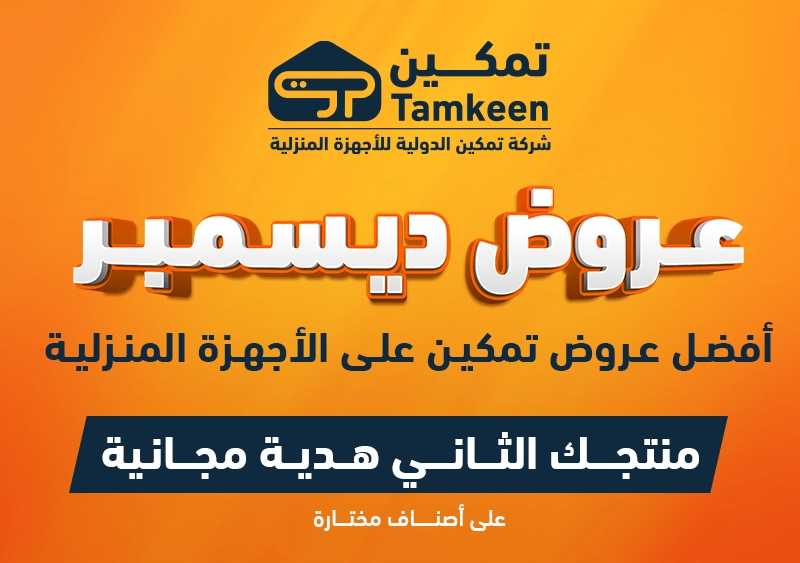 تمكين
Tamkeen
شركة تمكين الدولية للأجهزة المنزلية
عروض ديسمبر
أفضل عروض تمكين على الأجهزة المنزلية
منتجك الثاني هدية مجانية
على أصناف مختارة